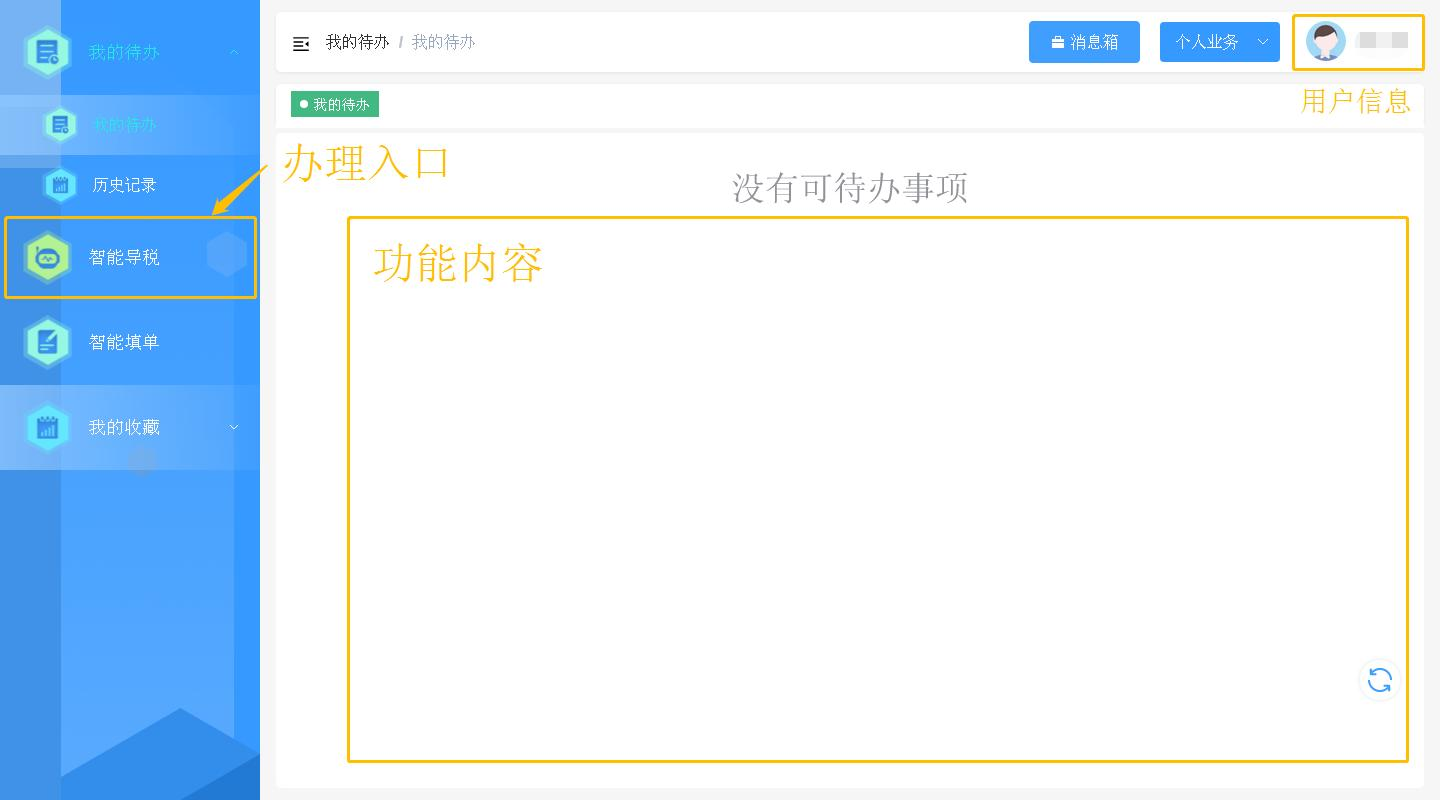 我的待办
我的待办
历史记录
智能导税
智能填单
我的收藏
我的待办 / 我的待办
消息箱
个人业务
用户信息
我的待办
办理入口
没有可待办事项
功能内容